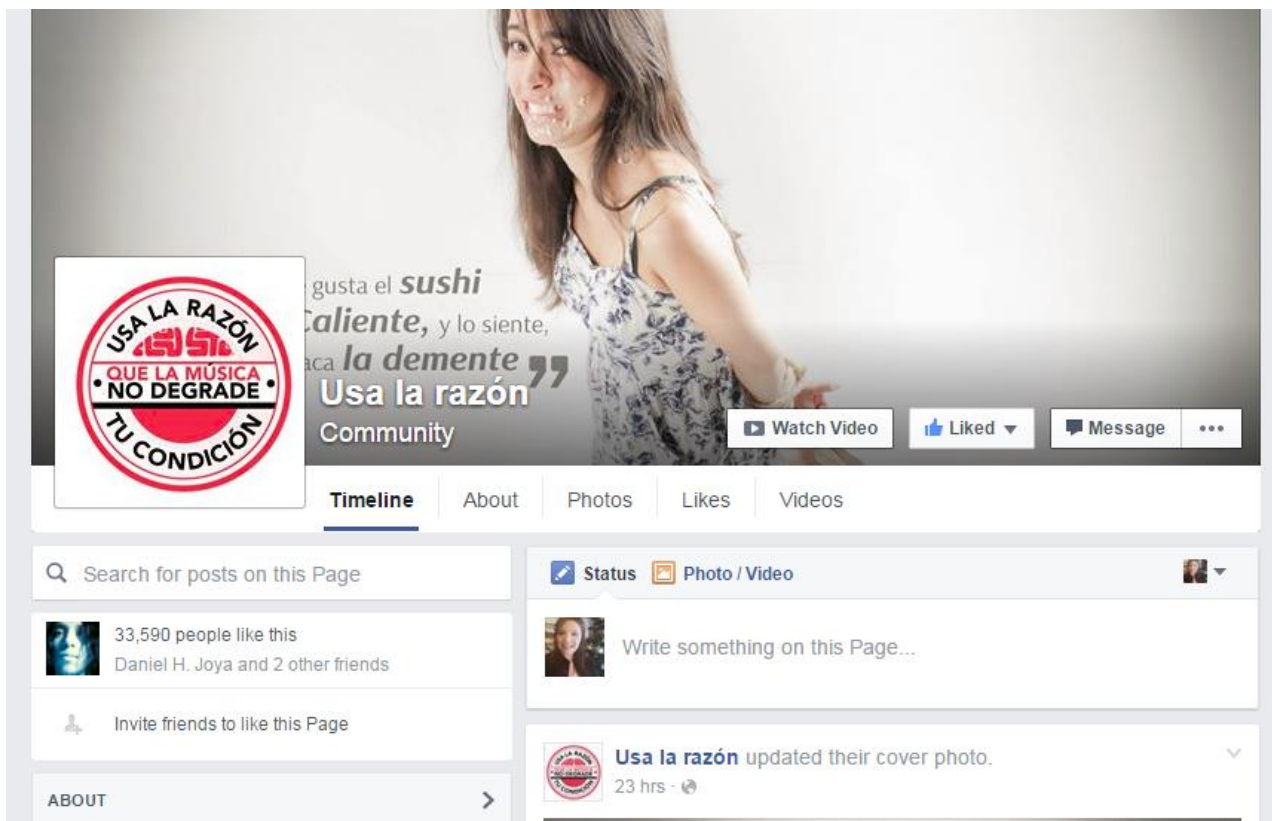 gusta el sushi
Caliente, y lo siente,
la demente ”
USA LA RAZÓN
QUE LA MÚSICA
NO DEGRADE
TU CONDICIÓN
Usa la razón
Community
Watch Video
Liked
Message
Timeline
About
Photos
Likes
Videos
Search for posts on this Page
Status
Photo / Video
33,590 people like this
Daniel H. Joya and 2 other friends
Invite friends to like this Page
Write something on this Page...
ABOUT
Usa la razón updated their cover photo.
23 hrs ·